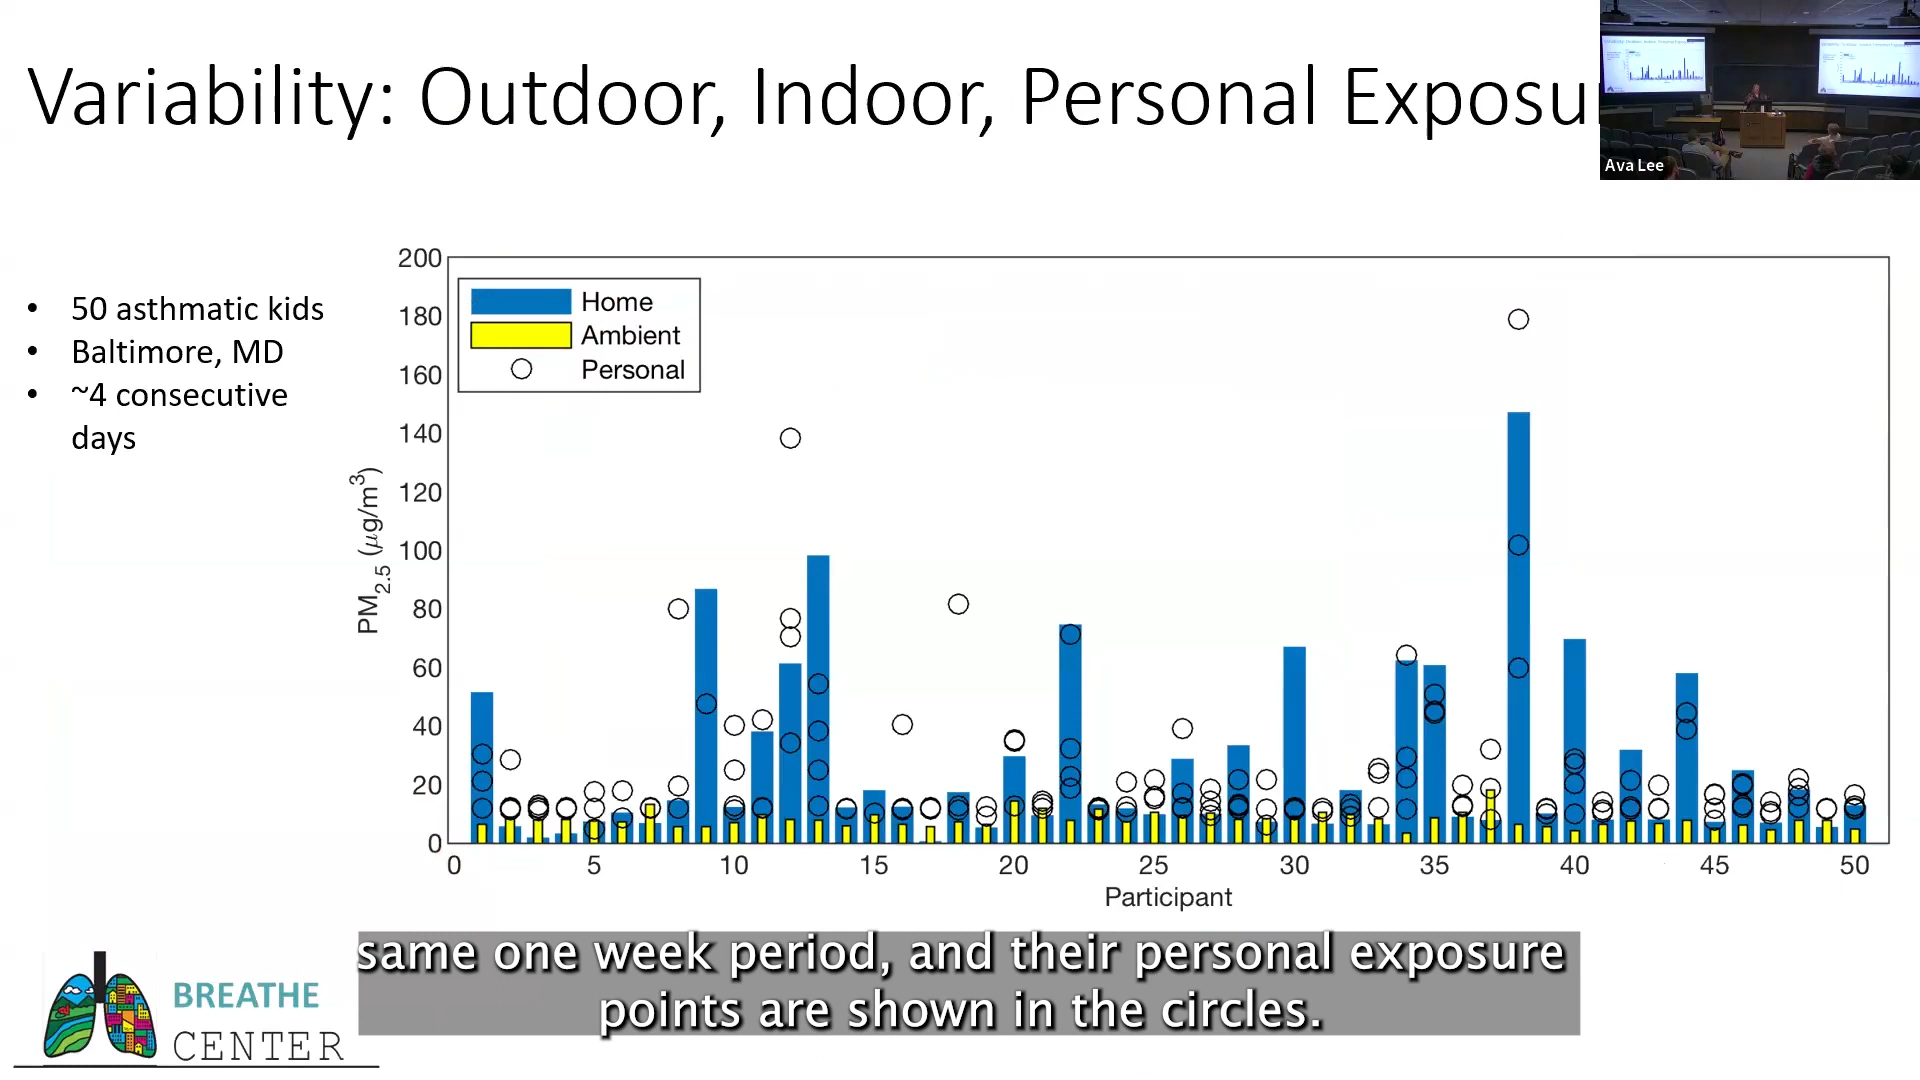 Variability: Outdoor, Indoor, Personal Exposu
Ava Lee
• 50 asthmatic kids
• Baltimore, MD
• ~4 consecutive
days
200
180
160
140
120
100
80
60
40
20
0
PM2.5 (μg/m³)
Home
Ambient
Personal
0 5 10 15 20 25 30 35 40 45 50
Participant
same one week period, and their personal exposure
points are shown in the circles.
BREATHE
CENTER